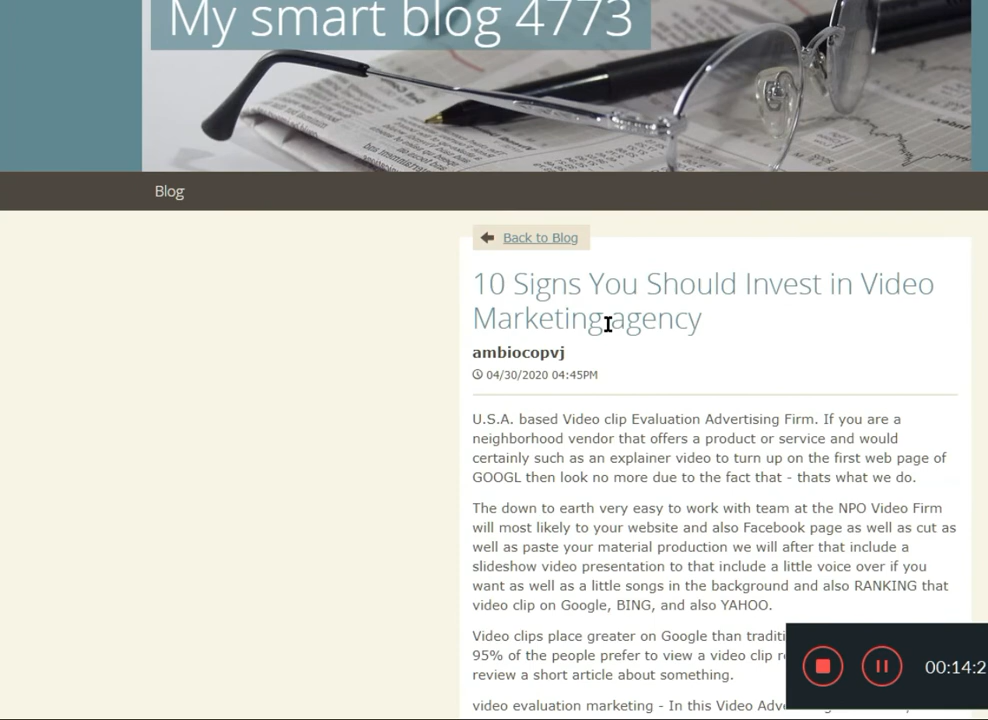 My smart blog 4773
Blog
Back to Blog
10 Signs You Should Invest in Video
Marketing agency
ambiocopvj
04/30/2020 04:45PM
U.S.A. based Video clip Evaluation Advertising Firm. If you are a
neighborhood vendor that offers a product or service and would
certainly such as an explainer video to turn up on the first web page of
GOOGL then look no more due to the fact that - thats what we do.
The down to earth very easy to work with team at the NPO Video Firm
will most likely to your website and also Facebook page as well as cut as
well as paste your material production we will after that include a
slideshow video presentation to that include a little voice over if you
want as well as a little songs in the background and also RANKING that
video clip on Google, BING, and also YAHOO.
Video clips place greater on Google than
95% of the people prefer to view a video clip
review a short article about something.
00:14:2
video evaluation marketing - In this Video